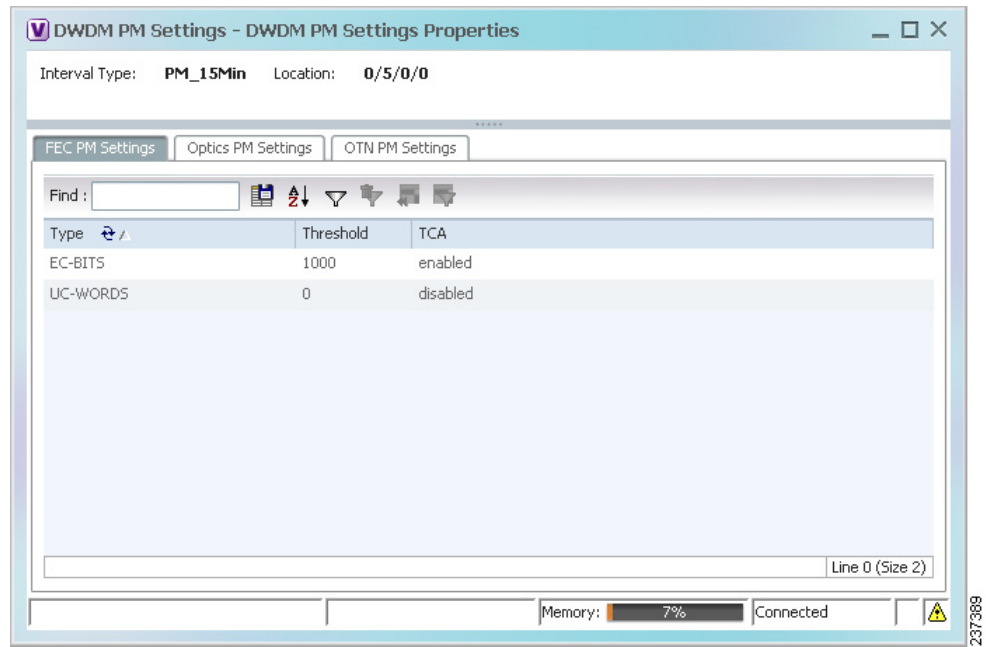 V DWDM PM Settings - DWDM PM Settings Properties
Interval Type: PM_15Min Location: 0/5/0/0
FEC PM Settings Optics PM Settings OTN PM Settings
Find :
Type Threshold TCA
EC-BITS 1000 enabled
UC-WORDS 0 disabled
Line 0 (Size 2)
Memory: 7% Connected
237389